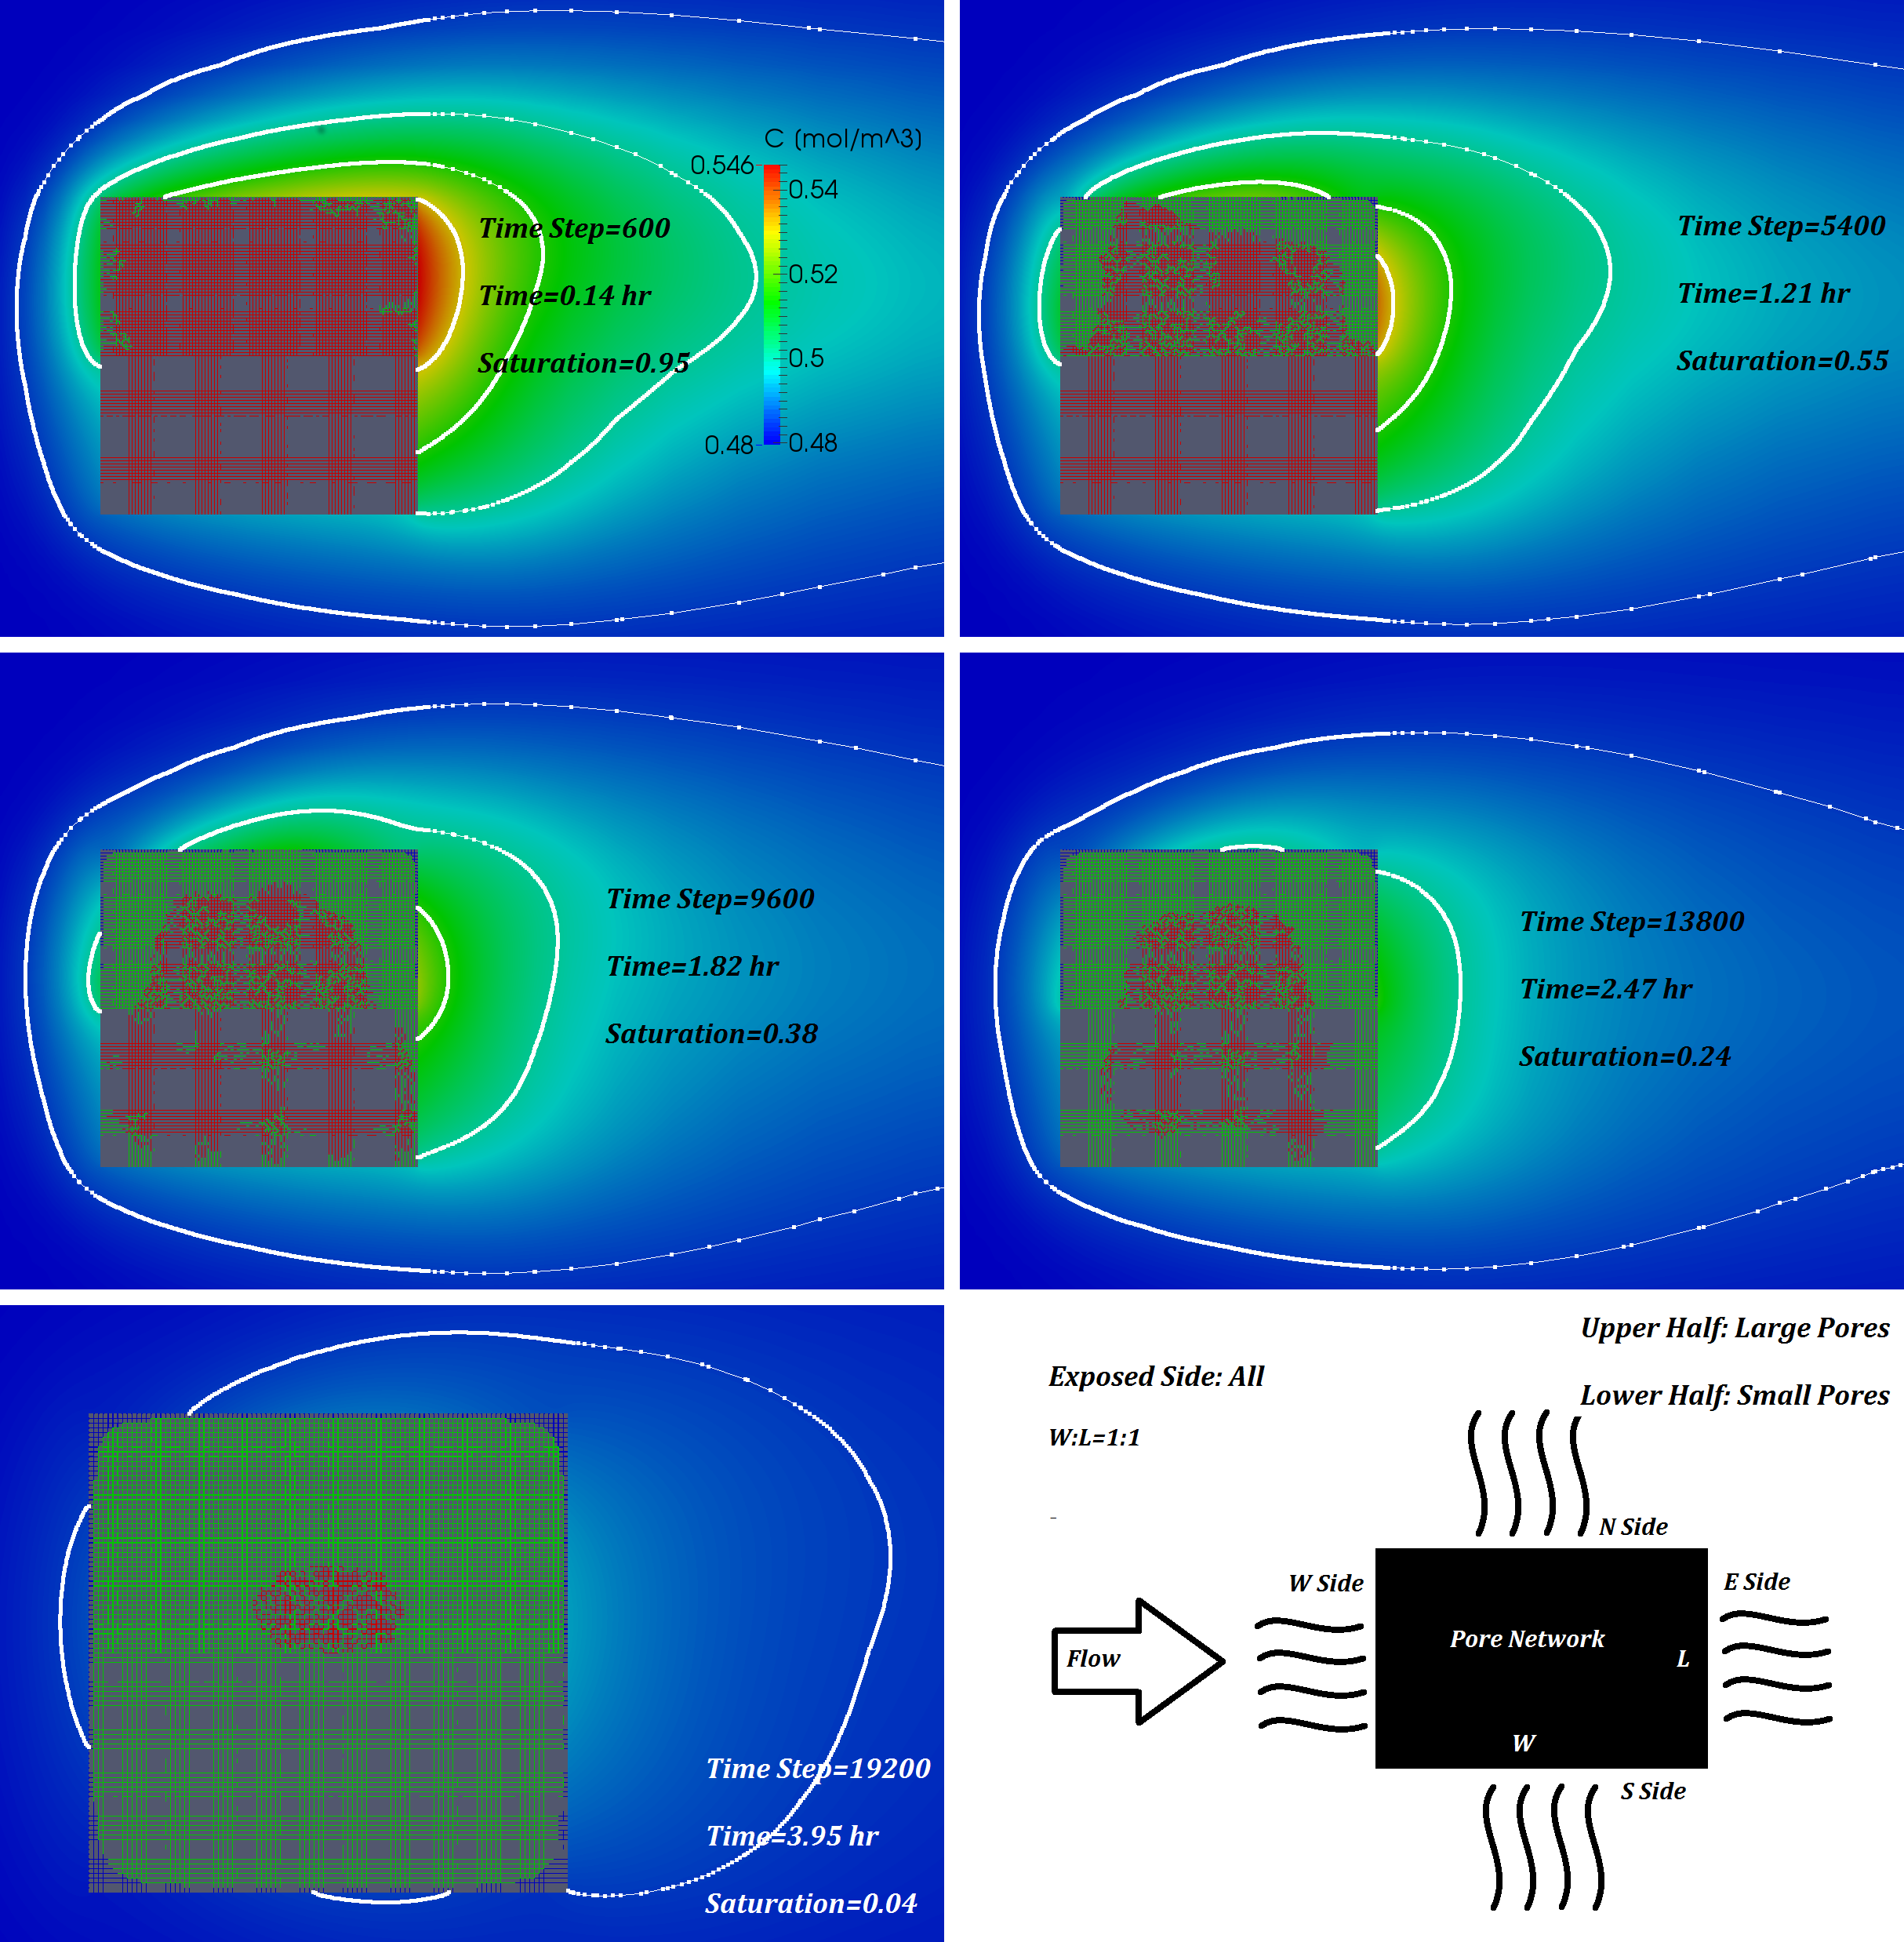 C (mol/m^3)
0.546
0.54
0.52
0.5
0.48
0.48
Time Step=600
Time=0.14 hr
Saturation=0.95
Time Step=5400
Time=1.21 hr
Saturation=0.55
Time Step=9600
Time=1.82 hr
Saturation=0.38
Time Step=13800
Time=2.47 hr
Saturation=0.24
Time Step=19200
Time=3.95 hr
Saturation=0.04
Upper Half: Large Pores
Exposed Side: All
Lower Half: Small Pores
W:L=1:1
N Side
W Side
E Side
Pore Network
Flow
L
W
S Side